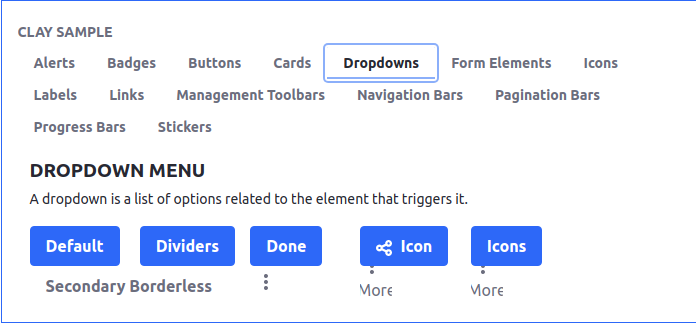 CLAY SAMPLE
Alerts Badges Buttons Cards Dropdowns Form Elements Icons
Labels Links Management Toolbars Navigation Bars Pagination Bars
Progress Bars Stickers
DROPDOWN MENU
A dropdown is a list of options related to the element that triggers it.
Default Dividers Done Icon Icons
Secondary Borderless More More